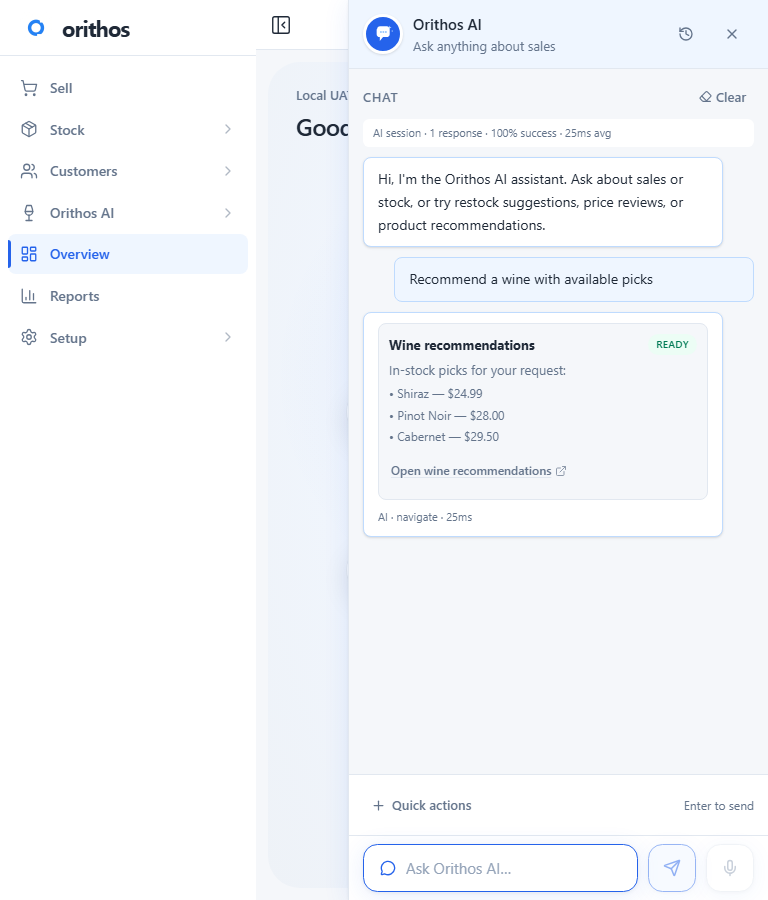 orithos
Sell
Stock
Customers
Orithos AI
Overview
Reports
Setup
Local UA
Good
Orithos AI
Ask anything about sales
CHAT
Clear
AI session · 1 response · 100% success · 25ms avg
Hi, I'm the Orithos AI assistant. Ask about sales or
stock, or try restock suggestions, price reviews, or
product recommendations.
Recommend a wine with available picks
Wine recommendations
READY
In-stock picks for your request:
• Shiraz — $24.99
• Pinot Noir — $28.00
• Cabernet — $29.50
Open wine recommendations
AI · navigate · 25ms
Quick actions
Enter to send
Ask Orithos AI...